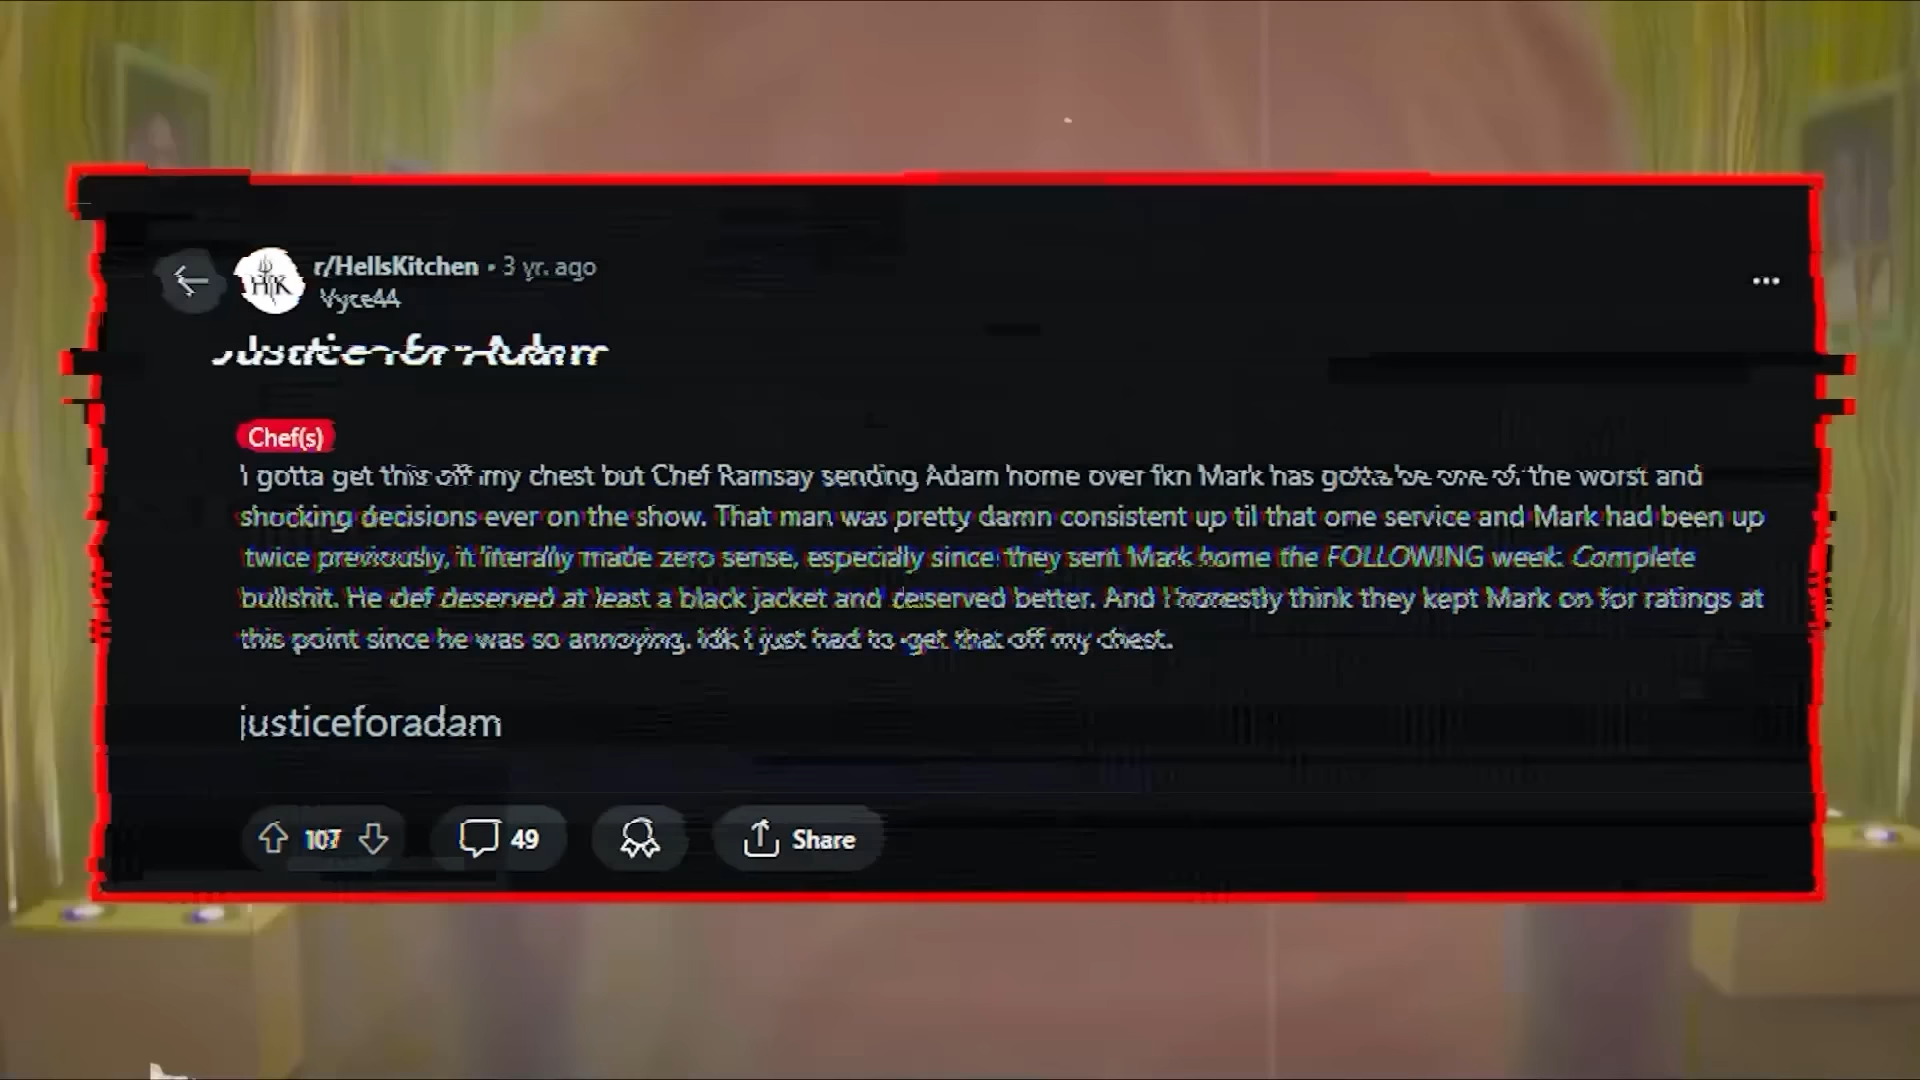 r/HellsKitchen • 3 yr. ago
Vyce44
Justice for Adam
Chef(s)
I gotta get this off my chest but Chef Ramsay sending Adam home over fkn Mark has gotta be one of the worst and
shocking decisions ever on the show. That man was pretty damn consistent up til that one service and Mark had been up
twice previously, it literally made zero sense, especially since they sent Mark home the FOLLOWING week. Complete
bullshit. He def deserved at least a black jacket and deserved better. And I honestly think they kept Mark on for ratings at
this point since he was so annoying. Idk I just had to get that off my chest.
justiceforadam
107
49
Share